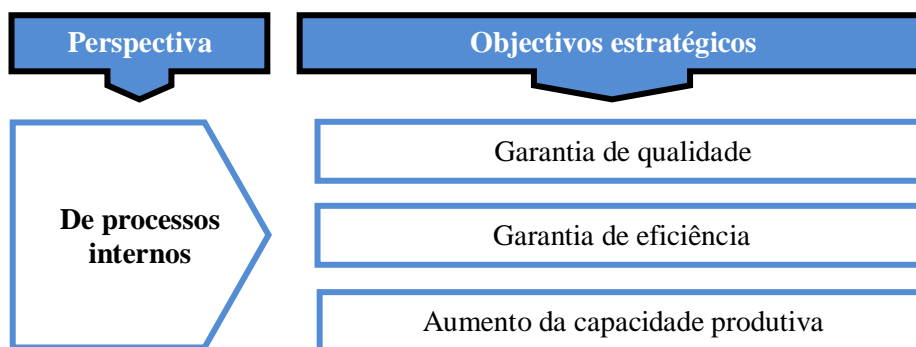 Perspectiva
Objectivos estratégicos
De processos
internos
Garantia de qualidade
Garantia de eficiência
Aumento da capacidade produtiva